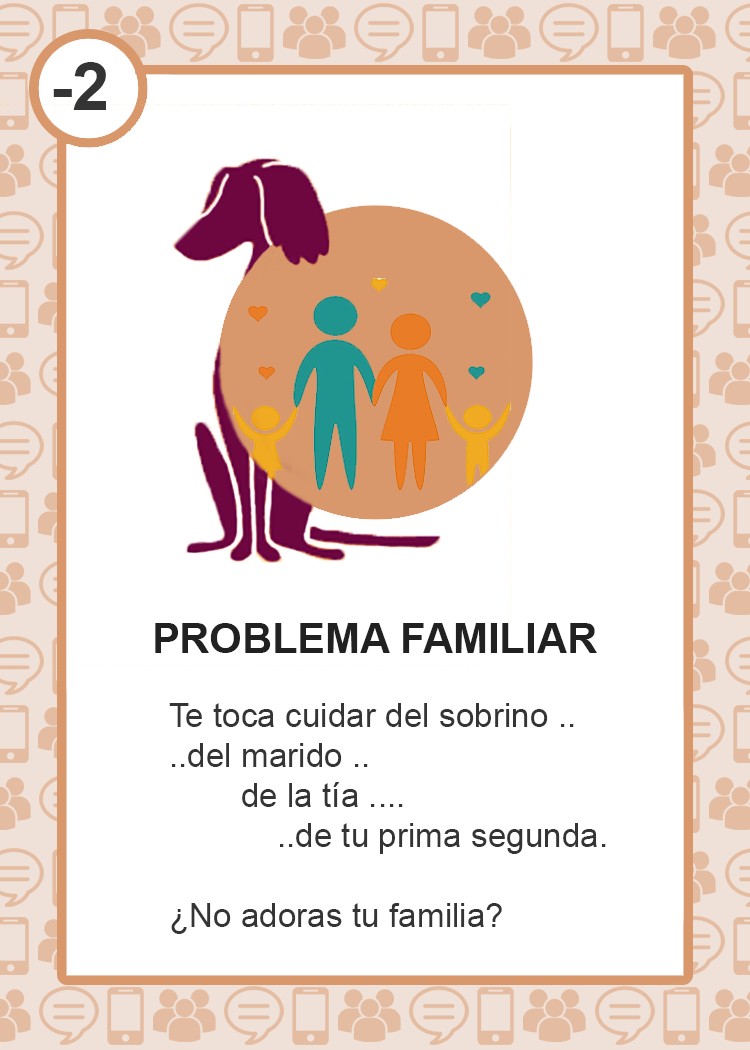 -2
PROBLEMA FAMILIAR
Te toca cuidar del sobrino ..
..del marido ..
de la tía ....
..de tu prima segunda.
¿No adoras tu familia?